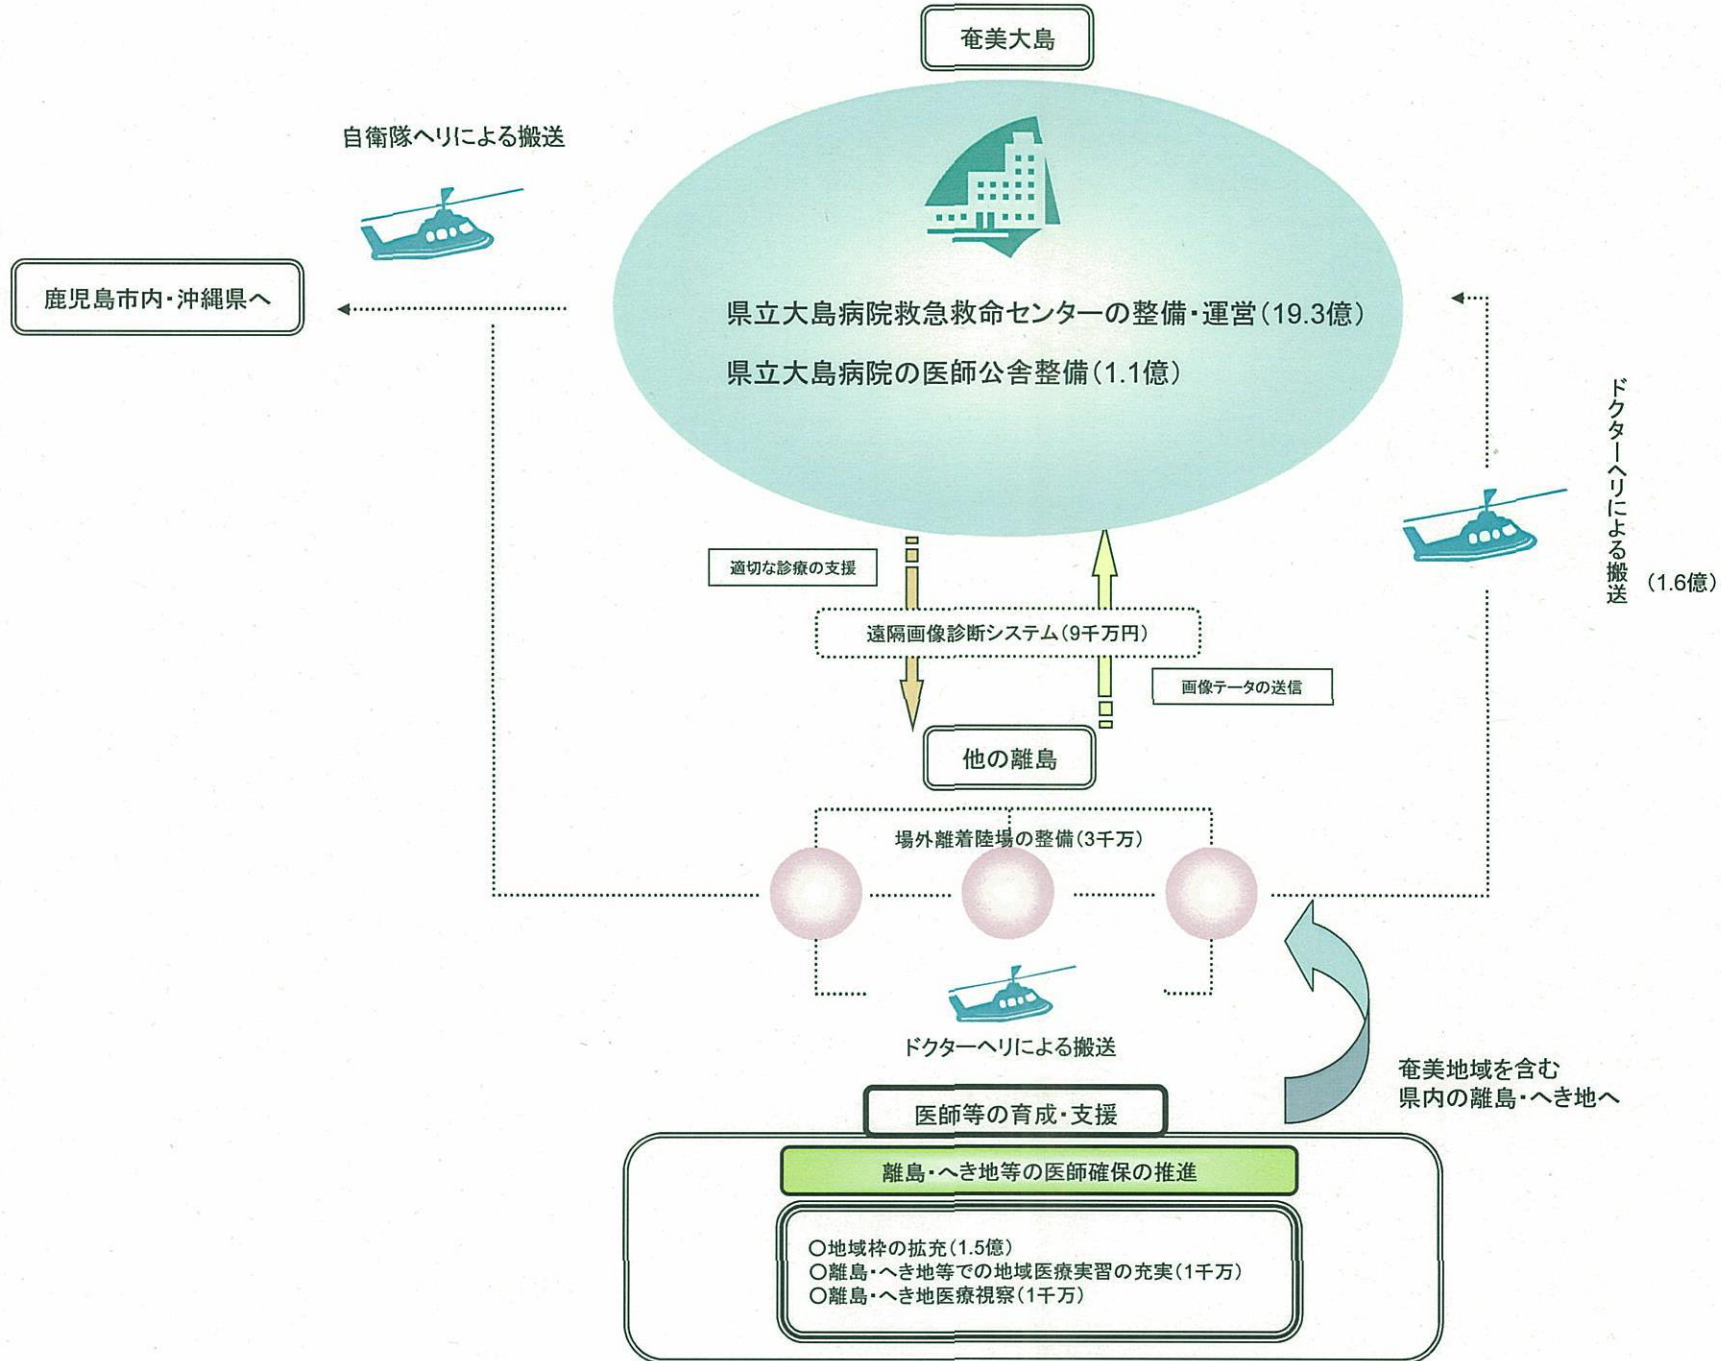 奄美大島
自衛隊ヘリによる搬送
鹿児島市内・沖縄県へ
県立大島病院救急救命センターの整備・運営(19.3億)
県立大島病院の医師公舎整備(1.1億)
ドクターヘリによる搬送
(1.6億)
適切な診療の支援
遠隔画像診断システム(9千万円)
画像データの送信
他の離島
場外離着陸場の整備(3千万)
ドクターヘリによる搬送
奄美地域を含む
県内の離島・へき地へ
医師等の育成・支援
離島・へき地等の医師確保の推進
○地域枠の拡充(1.5億)
○離島・へき地等での地域医療実習の充実(1千万)
○離島・へき地医療視察(1千万)